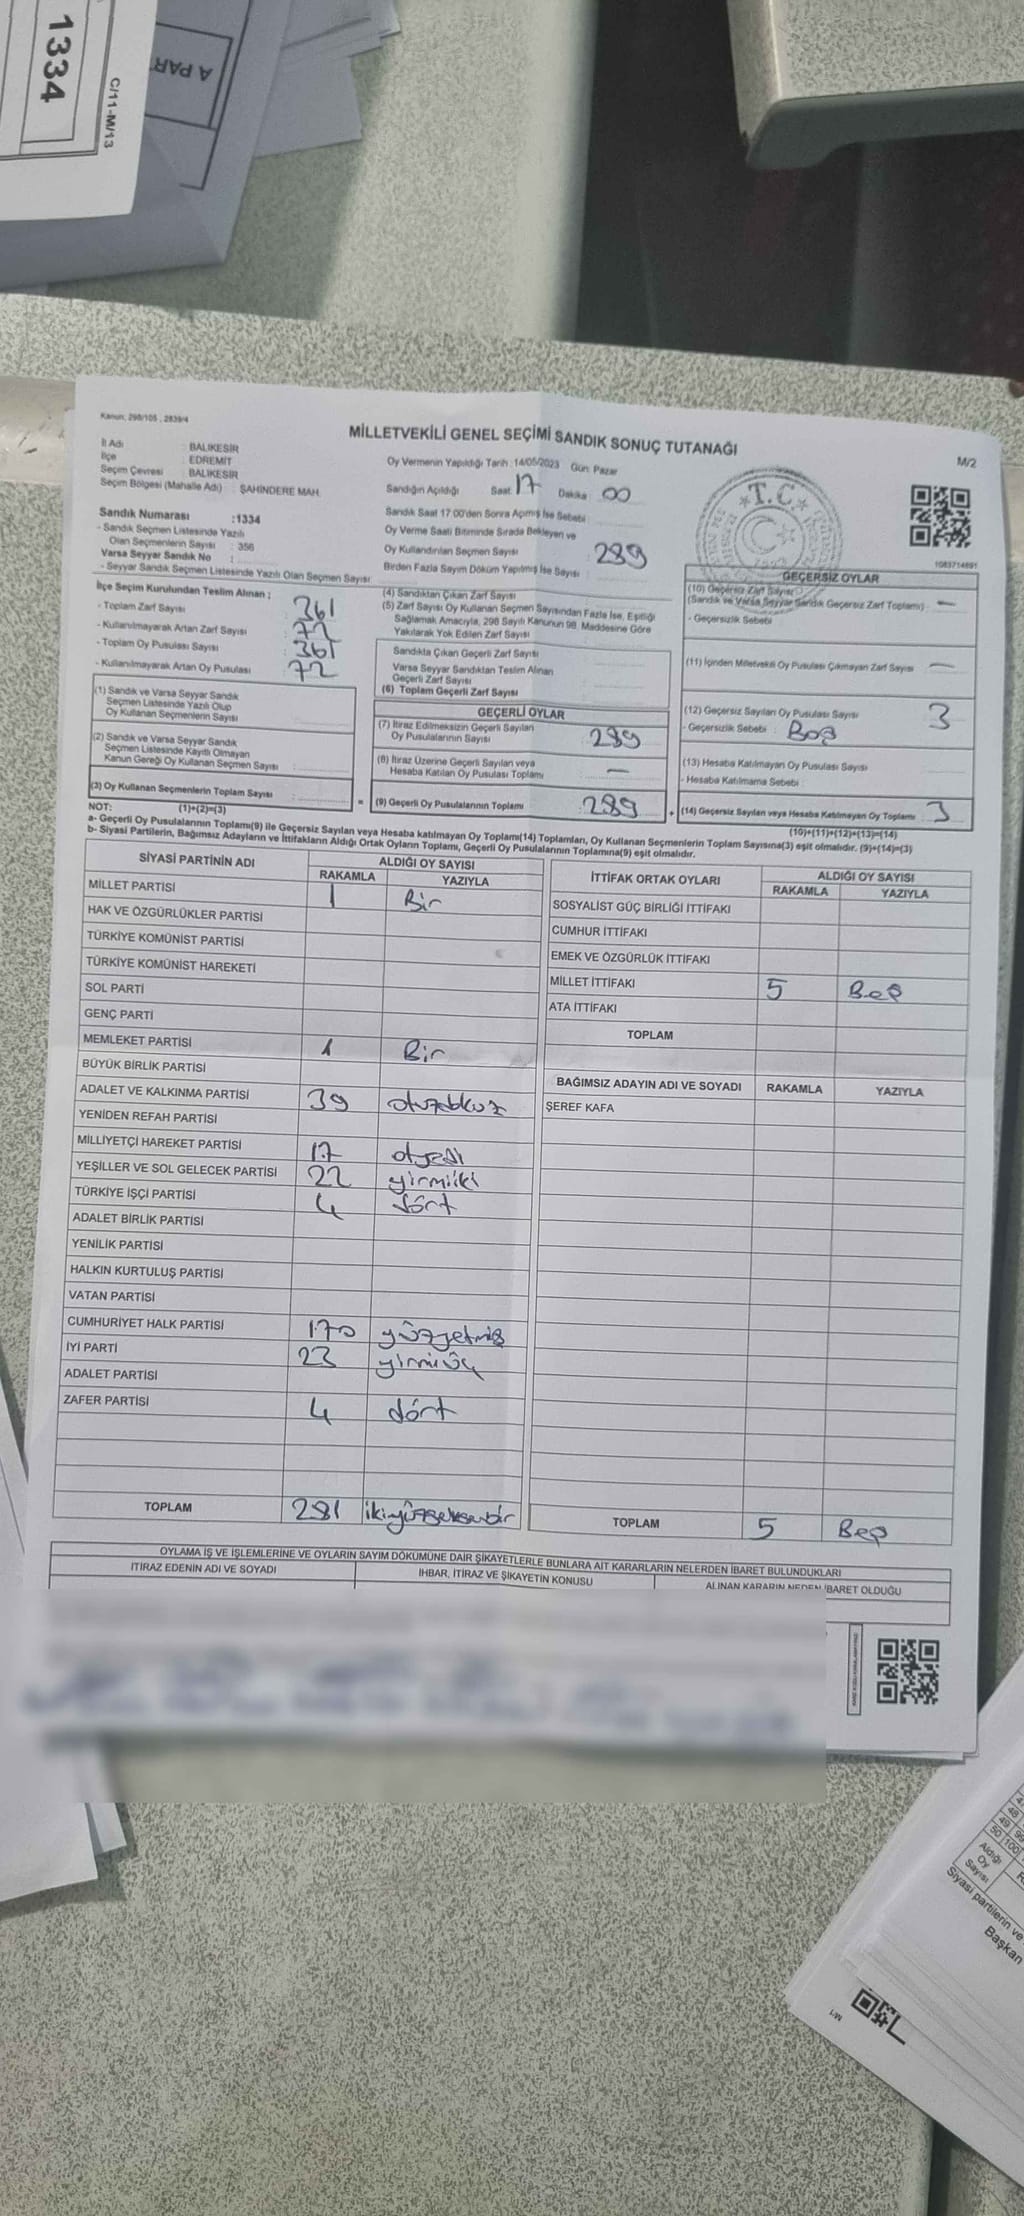 1334
C/11-M/13
A PAR
Kanun: 298/105 , 2839/4
MİLLETVEKİLİ GENEL SEÇİMİ SANDIK SONUÇ TUTANAĞI
M/2
İl Adı : BALIKESİR
İlçe : EDREMİT
Seçim Çevresi : BALIKESİR
Seçim Bölgesi (Mahalle Adı) : ŞAHİNDERE MAH.
Sandık Numarası :1334
- Sandık Seçmen Listesinde Yazılı
Olan Seçmenlerin Sayısı : 356
Varsa Seyyar Sandık No :
- Seyyar Sandık Seçmen Listesinde Yazılı Olan Seçmen Sayısı:
Oy Vermenin Yapıldığı Tarih : 14/05/2023 Gün: Pazar
Sandığın Açıldığı Saat 17 Dakika 00
Sandık Saat 17:00'den Sonra Açılmış İse Sebebi
Oy Verme Saati Bitiminde Sırada Bekleyen ve
Oy Kullandırılan Seçmen Sayısı 289
Birden Fazla Sayım Döküm Yapılmış İse Sayısı
T.C.
1083714691
İlçe Seçim Kurulundan Teslim Alınan ;
- Toplam Zarf Sayısı 361
- Kullanılmayarak Artan Zarf Sayısı 72
- Toplam Oy Pusulası Sayısı 361
- Kullanılmayarak Artan Oy Pusulası 72
(1) Sandık ve Varsa Seyyar Sandık
Seçmen Listesinde Yazılı Olup
Oy Kullanan Seçmenlerin Sayısı
(2) Sandık ve Varsa Seyyar Sandık
Seçmen Listesinde Kayıtlı Olmayan
Kanun Gereği Oy Kullanan Seçmen Sayısı
(3) Oy Kullanan Seçmenlerin Toplam Sayısı
(1)+(2)=(3)
(4) Sandıktan Çıkan Zarf Sayısı
(5) Zarf Sayısı Oy Kullanan Seçmen Sayısından Fazla İse, Eşitliği
Sağlamak Amacıyla, 298 Sayılı Kanunun 98. Maddesine Göre
Yakılarak Yok Edilen Zarf Sayısı
Sandıkta Çıkan Geçerli Zarf Sayısı
Varsa Seyyar Sandıktan Teslim Alınan
Geçerli Zarf Sayısı
(6) Toplam Geçerli Zarf Sayısı
GEÇERLİ OYLAR
(7) İtiraz Edilmeksizin Geçerli Sayılan
Oy Pusulalarının Sayısı 289
(8) İtiraz Üzerine Geçerli Sayılan veya
Hesaba Katılan Oy Pusulası Toplamı —
= (9) Geçerli Oy Pusulalarının Toplamı :289
GEÇERSİZ OYLAR
(10) Geçersiz Zarf Sayısı
(Sandık ve Varsa Seyyar Sandık Geçersiz Zarf Toplamı) —
- Geçersizlik Sebebi
(11) İçinden Milletvekili Oy Pusulası Çıkmayan Zarf Sayısı —
(12) Geçersiz Sayılan Oy Pusulası Sayısı 3
- Geçersizlik Sebebi : Boş
(13) Hesaba Katılmayan Oy Pusulası Sayısı
- Hesaba Katılmama Sebebi
+ (14) Geçersiz Sayılan veya Hesaba Katılmayan Oy Toplamı 3
(10)+(11)+(12)+(13)=(14)
NOT:
a- Geçerli Oy Pusulalarının Toplamı(9) ile Geçersiz Sayılan veya Hesaba katılmayan Oy Toplamı(14) Toplamları, Oy Kullanan Seçmenlerin Toplam Sayısına(3) eşit olmalıdır. (9)+(14)=(3)
b- Siyasi Partilerin, Bağımsız Adayların ve İttifakların Aldığı Ortak Oyların Toplamı, Geçerli Oy Pusulalarının Toplamına(9) eşit olmalıdır.
SİYASİ PARTİNİN ADI ALDIĞI OY SAYISI
RAKAMLA YAZIYLA
MİLLET PARTİSİ 1 Bir
HAK VE ÖZGÜRLÜKLER PARTİSİ
TÜRKİYE KOMÜNİST PARTİSİ
TÜRKİYE KOMÜNİST HAREKETİ
SOL PARTİ
GENÇ PARTİ
MEMLEKET PARTİSİ 1 Bir
BÜYÜK BİRLİK PARTİSİ
ADALET VE KALKINMA PARTİSİ 39 otuzdokuz
YENİDEN REFAH PARTİSİ
MİLLİYETÇİ HAREKET PARTİSİ 17 onyedi
YEŞİLLER VE SOL GELECEK PARTİSİ 22 yirmiiki
TÜRKİYE İŞÇİ PARTİSİ 4 dört
ADALET BİRLİK PARTİSİ
YENİLİK PARTİSİ
HALKIN KURTULUŞ PARTİSİ
VATAN PARTİSİ
CUMHURİYET HALK PARTİSİ 170 yüzyetmiş
İYİ PARTİ 23 yirmiüç
ADALET PARTİSİ
ZAFER PARTİSİ 4 dört
TOPLAM 281 ikiyüzseksenbir
İTTİFAK ORTAK OYLARI ALDIĞI OY SAYISI
RAKAMLA YAZIYLA
SOSYALİST GÜÇ BİRLİĞİ İTTİFAKI
CUMHUR İTTİFAKI
EMEK VE ÖZGÜRLÜK İTTİFAKI
MİLLET İTTİFAKI 5 Beş
ATA İTTİFAKI
TOPLAM
BAĞIMSIZ ADAYIN ADI VE SOYADI RAKAMLA YAZIYLA
ŞEREF KAFA
TOPLAM 5 Beş
OYLAMA İŞ VE İŞLEMLERİNE VE OYLARIN SAYIM DÖKÜMÜNE DAİR ŞİKAYETLERLE BUNLARA AİT KARARLARIN NELERDEN İBARET BULUNDUKLARI
İTİRAZ EDENİN ADI VE SOYADI İHBAR, İTİRAZ VE ŞİKAYETİN KONUSU ALINAN KARARIN NEDEN İBARET OLDUĞU
48
49
50 100
Aldığı
Oy
Sayısı
Siyasi partilerin ve
Başkan
M/1